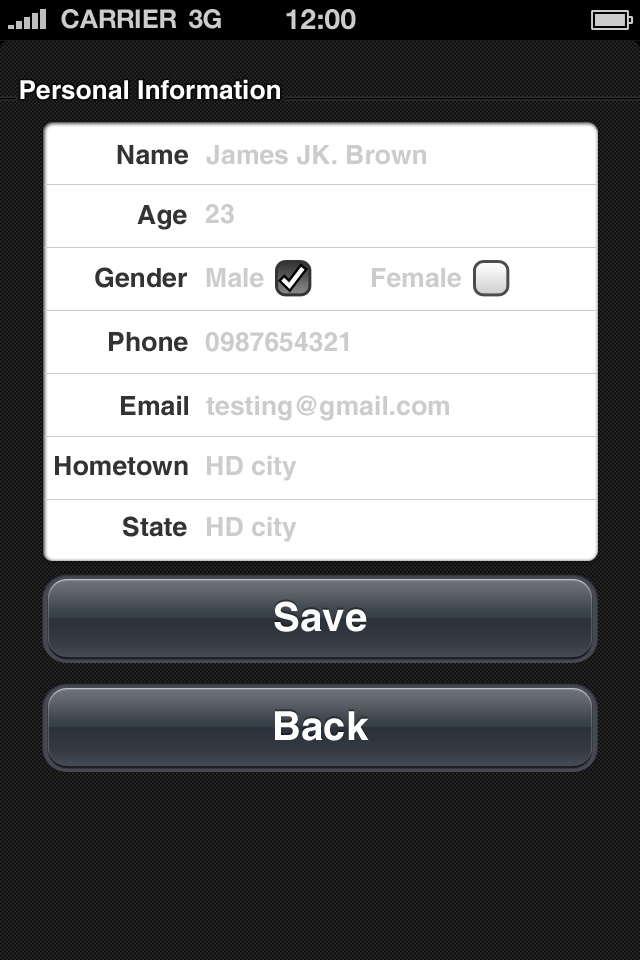 CARRIER 3G 12:00
Personal Information
Name James JK. Brown
Age 23
Gender Male Female
Phone 0987654321
Email testing@gmail.com
Hometown HD city
State HD city
Save
Back